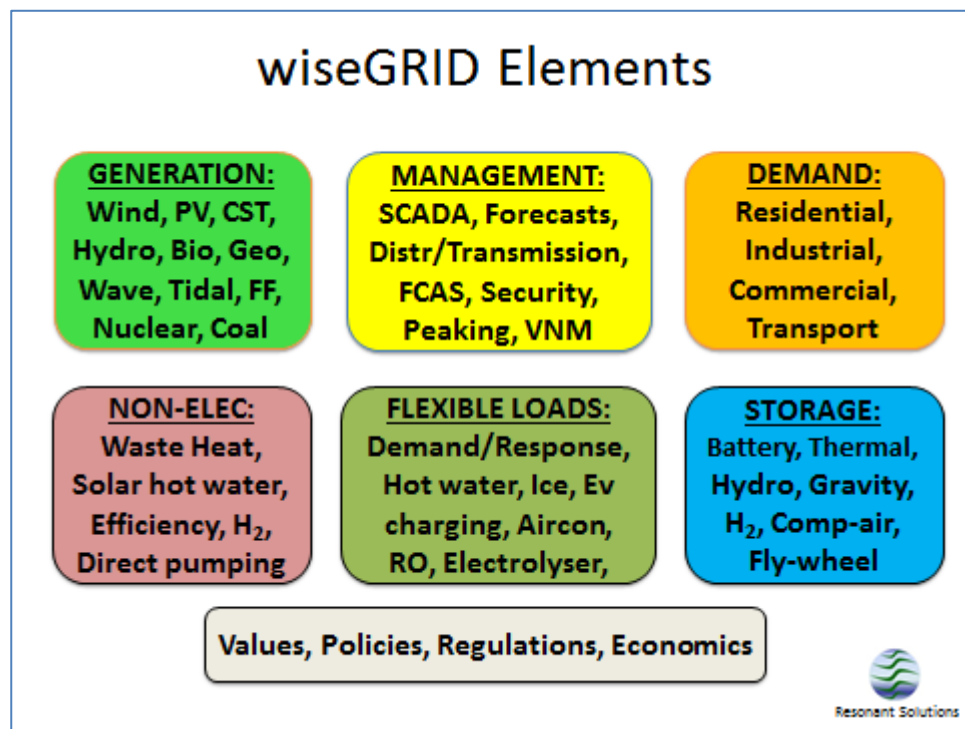 wiseGRID Elements
GENERATION:
Wind, PV, CST,
Hydro, Bio, Geo,
Wave, Tidal, FF,
Nuclear, Coal
MANAGEMENT:
SCADA, Forecasts,
Distr/Transmission,
FCAS, Security,
Peaking, VNM
DEMAND:
Residential,
Industrial,
Commercial,
Transport
NON-ELEC:
Waste Heat,
Solar hot water,
Efficiency, H₂,
Direct pumping
FLEXIBLE LOADS:
Demand/Response,
Hot water, Ice, Ev
charging, Aircon,
RO, Electrolyser,
STORAGE:
Battery, Thermal,
Hydro, Gravity,
H₂, Comp-air,
Fly-wheel
Values, Policies, Regulations, Economics
Resonant Solutions